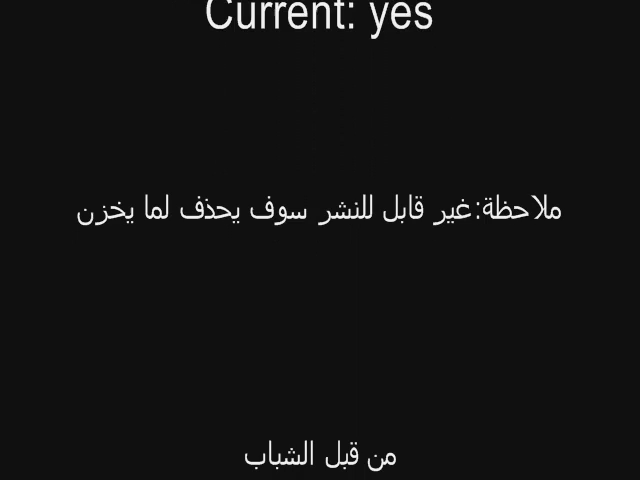 Current: yes
ملاحظة:غير قابل للنشر سوف يحذف لما يخزن
من قبل الشباب